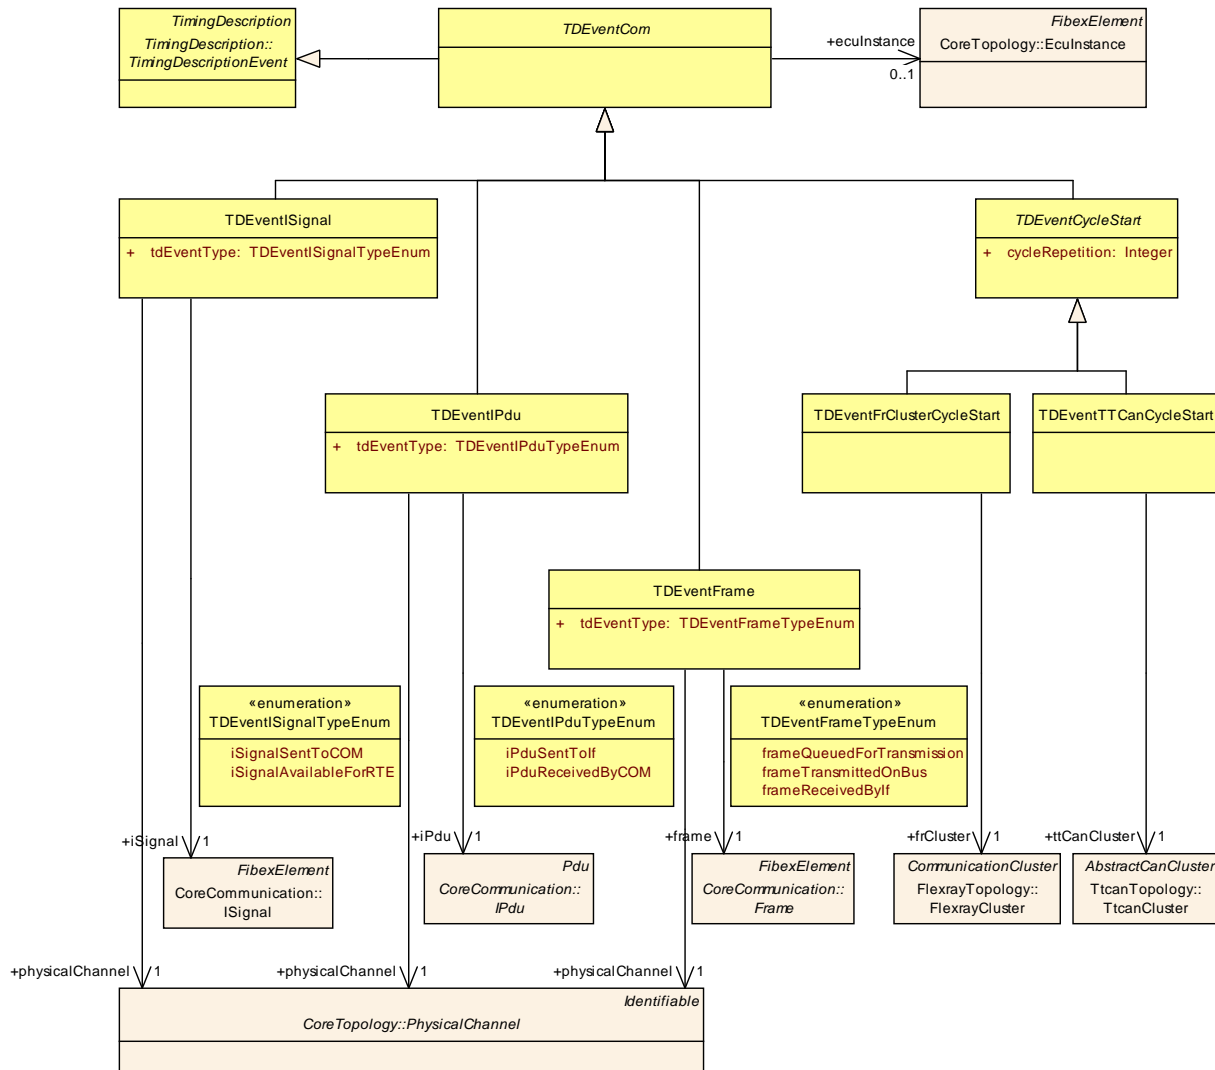 TimingDescription
TimingDescription::
TimingDescriptionEvent
TDEventCom
+ecuInstance
0..1
FibexElement
CoreTopology::EcuInstance
TDEventISignal
+ tdEventType: TDEventISignalTypeEnum
TDEventCycleStart
+ cycleRepetition: Integer
TDEventIPdu
+ tdEventType: TDEventIPduTypeEnum
TDEventFrClusterCycleStart
TDEventTTCanCycleStart
TDEventFrame
+ tdEventType: TDEventFrameTypeEnum
«enumeration»
TDEventISignalTypeEnum
iSignalSentToCOM
iSignalAvailableForRTE
«enumeration»
TDEventIPduTypeEnum
iPduSentToIf
iPduReceivedByCOM
«enumeration»
TDEventFrameTypeEnum
frameQueuedForTransmission
frameTransmittedOnBus
frameReceivedByIf
+iSignal 1
+iPdu 1
+frame 1
+frCluster 1
+ttCanCluster 1
FibexElement
CoreCommunication::
ISignal
Pdu
CoreCommunication::
IPdu
FibexElement
CoreCommunication::
Frame
CommunicationCluster
FlexrayTopology::
FlexrayCluster
AbstractCanCluster
TtcanTopology::
TtcanCluster
+physicalChannel 1
+physicalChannel 1
+physicalChannel 1
Identifiable
CoreTopology::PhysicalChannel